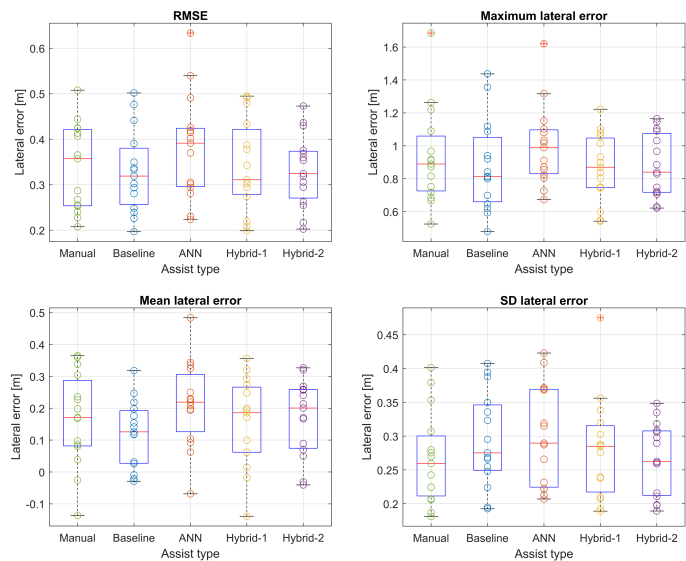 RMSE
Lateral error [m]
0.6
0.5
0.4
0.3
0.2
Manual Baseline ANN Hybrid-1 Hybrid-2
Assist type
Maximum lateral error
Lateral error [m]
1.6
1.4
1.2
1
0.8
0.6
Manual Baseline ANN Hybrid-1 Hybrid-2
Assist type
Mean lateral error
Lateral error [m]
0.5
0.4
0.3
0.2
0.1
0
-0.1
Manual Baseline ANN Hybrid-1 Hybrid-2
Assist type
SD lateral error
Lateral error [m]
0.45
0.4
0.35
0.3
0.25
0.2
Manual Baseline ANN Hybrid-1 Hybrid-2
Assist type